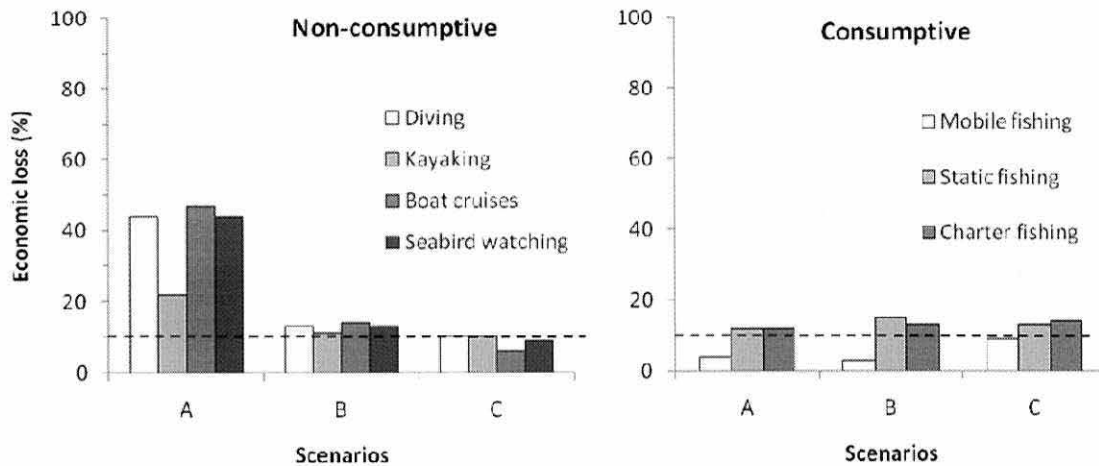 Non-consumptive
Economic loss (%)
100
80
60
40
20
0
Diving
Kayaking
Boat cruises
Seabird watching
A B C
Scenarios
Consumptive
100
80
60
40
20
0
Mobile fishing
Static fishing
Charter fishing
A B C
Scenarios